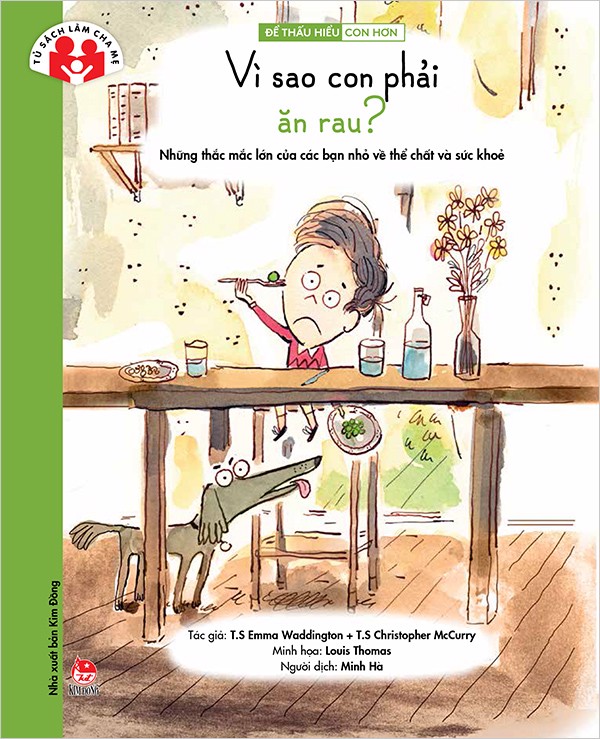 TỦ SÁCH LÀM CHA MẸ
ĐỂ THẤU HIỂU CON HƠN
Vì sao con phải
ăn rau?
Những thắc mắc lớn của các bạn nhỏ về thể chất và sức khoẻ
Tác giả: T.S Emma Waddington + T.S Christopher McCurry
Minh họa: Louis Thomas
Người dịch: Minh Hà
Nhà xuất bản Kim Đồng
KIM ĐỒNG